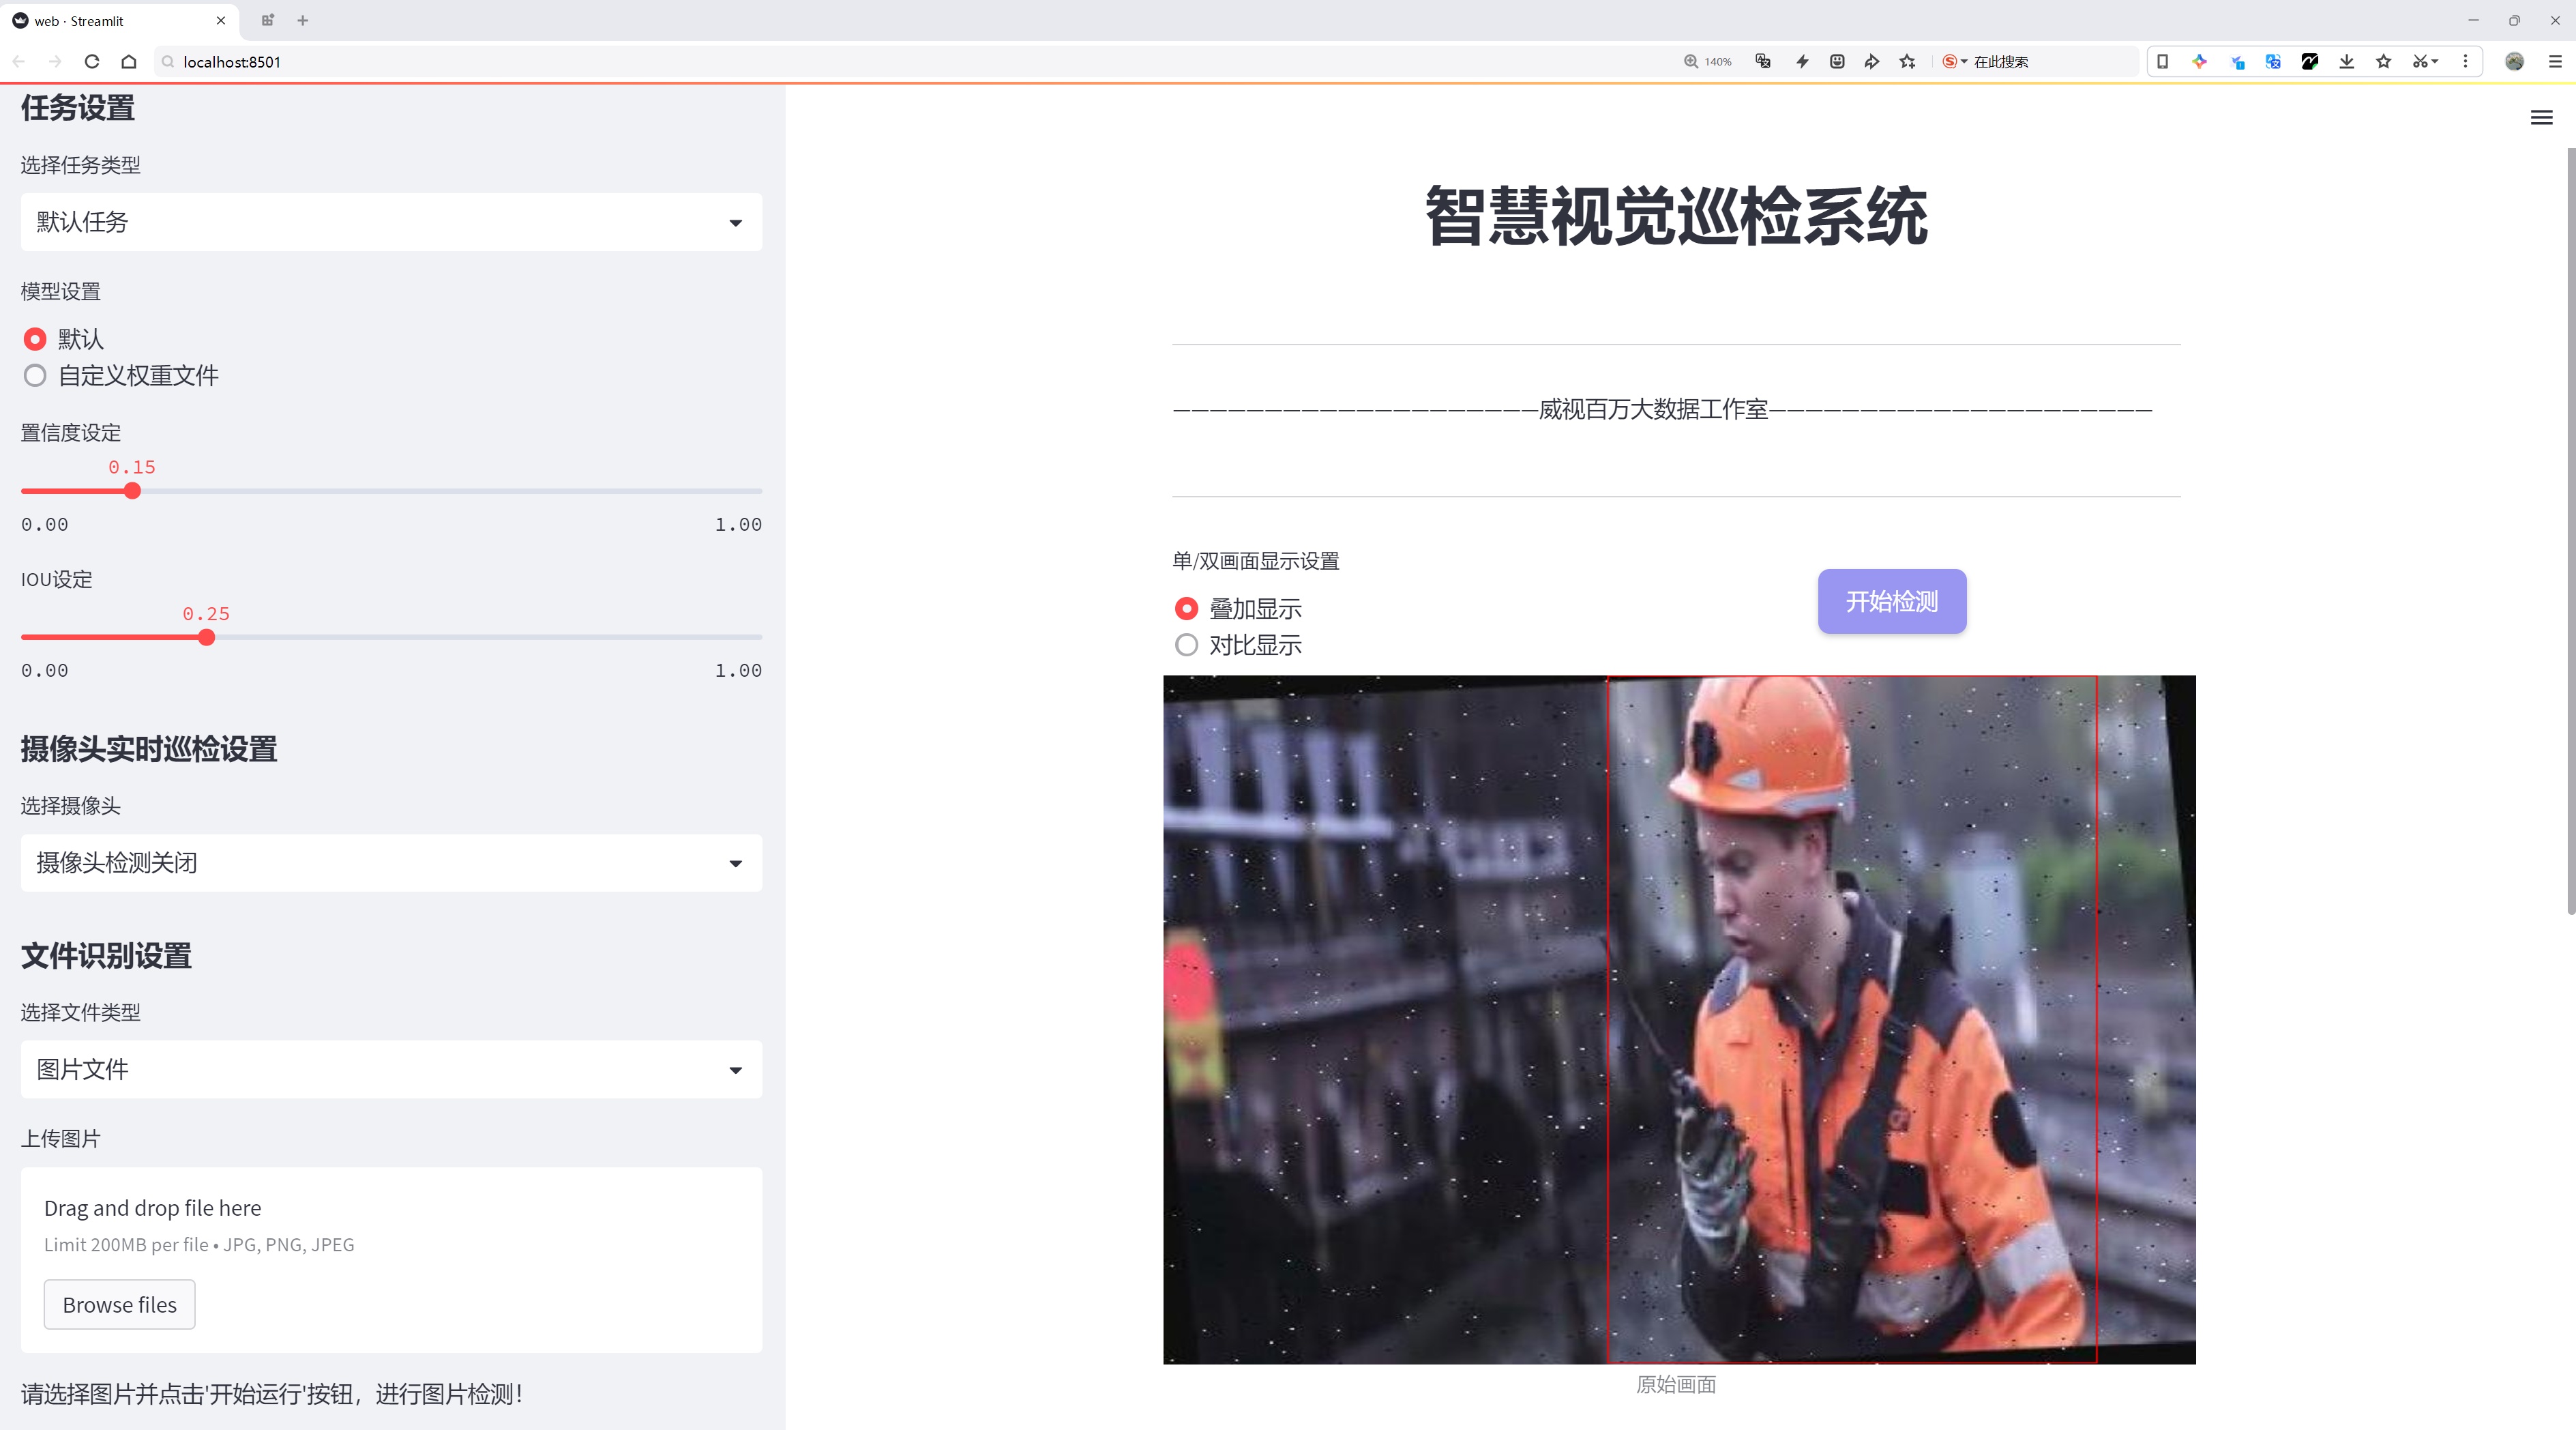 web · Streamlit
localhost:8501
140%
在此搜索
任务设置
选择任务类型
默认任务
模型设置
默认
自定义权重文件
置信度设定
0.15
0.00
1.00
IOU设定
0.25
0.00
1.00
摄像头实时巡检设置
选择摄像头
摄像头检测关闭
文件识别设置
选择文件类型
图片文件
上传图片
Drag and drop file here
Limit 200MB per file • JPG, PNG, JPEG
Browse files
请选择图片并点击'开始运行'按钮，进行图片检测！
智慧视觉巡检系统
————————————————————威视百万大数据工作室—————————————————————
单/双画面显示设置
叠加显示
对比显示
开始检测
原始画面